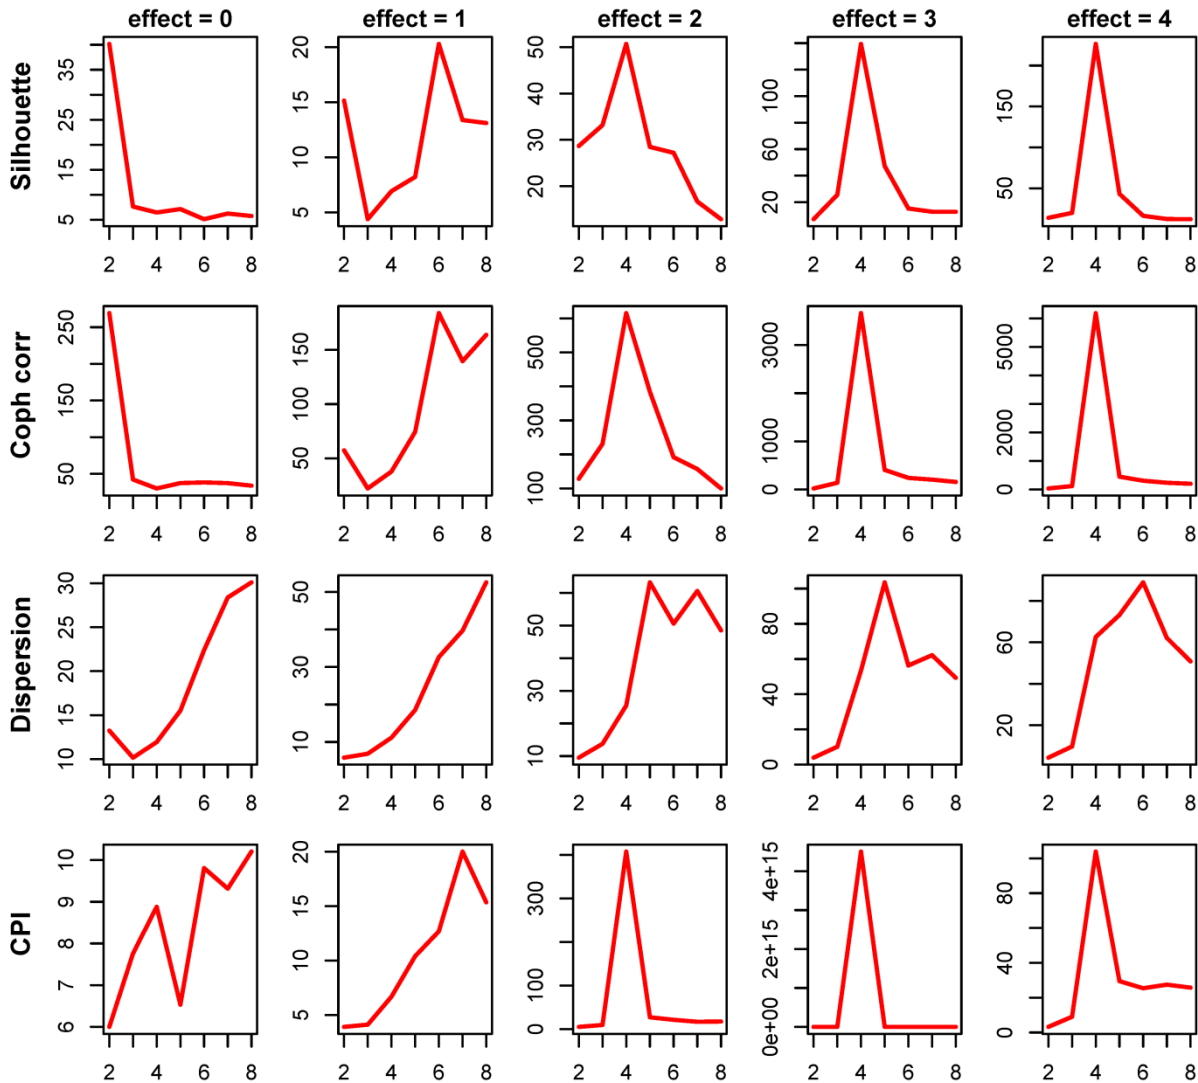 effect = 0 effect = 1 effect = 2 effect = 3 effect = 4
Silhouette
5 15 25 35
2 4 6 8
5 10 15 20
2 4 6 8
20 30 40 50
2 4 6 8
20 60 100
2 4 6 8
50 150
2 4 6 8
Coph corr
50 150 250
2 4 6 8
50 100 150
2 4 6 8
100 300 500
2 4 6 8
0 1000 3000
2 4 6 8
0 2000 5000
2 4 6 8
Dispersion
10 15 20 25 30
2 4 6 8
10 30 50
2 4 6 8
10 30 50
2 4 6 8
0 40 80
2 4 6 8
20 60
2 4 6 8
CPI
6 7 8 9 10
2 4 6 8
5 10 15 20
2 4 6 8
0 100 300
2 4 6 8
0e+00 2e+15 4e+15
2 4 6 8
0 40 80
2 4 6 8